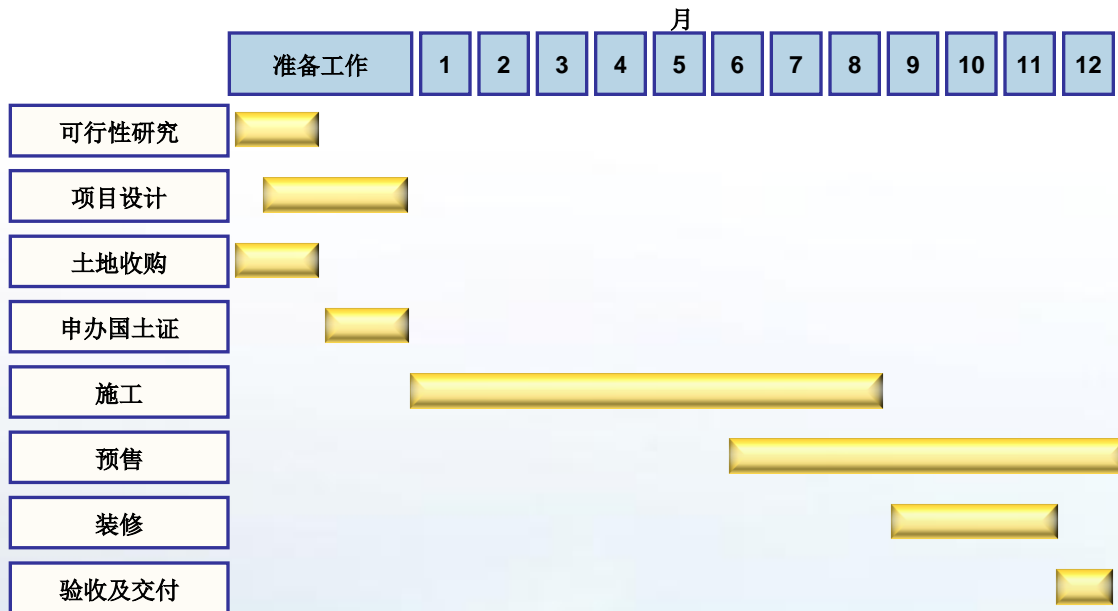 月
准备工作 1 2 3 4 5 6 7 8 9 10 11 12
可行性研究
项目设计
土地收购
申办国土证
施工
预售
装修
验收及交付